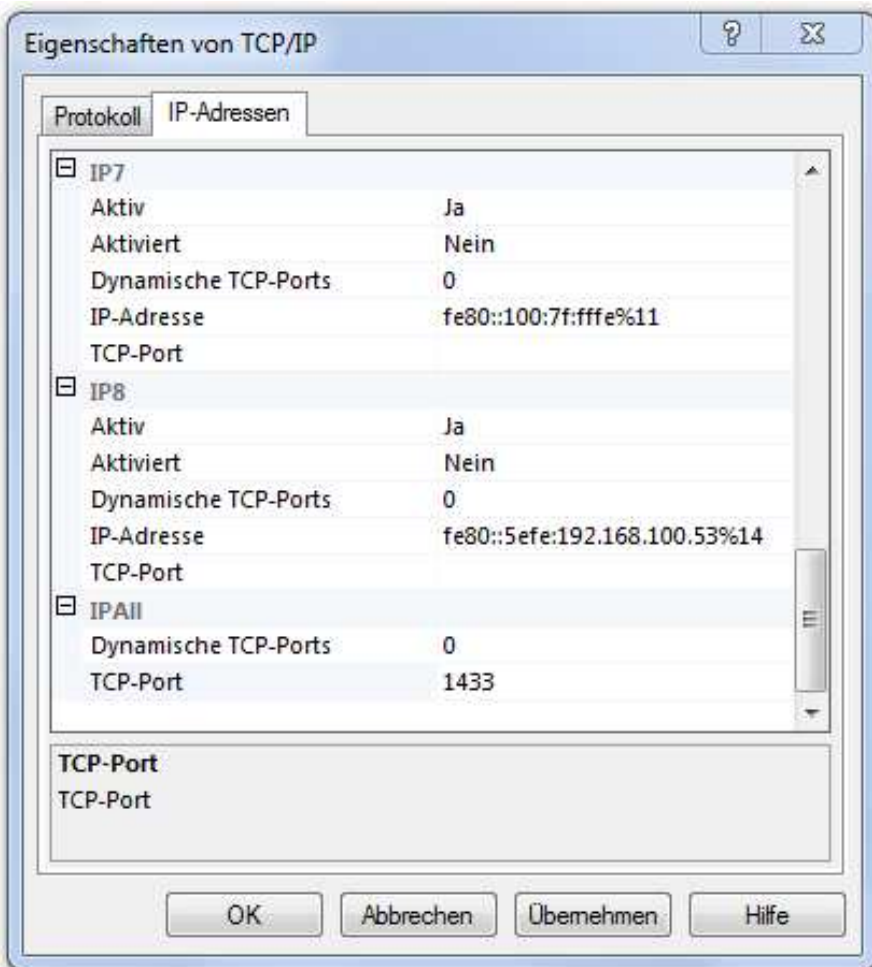 Eigenschaften von TCP/IP
Protokoll IP-Adressen
IP7
Aktiv Ja
Aktiviert Nein
Dynamische TCP-Ports 0
IP-Adresse fe80::100:7f:fffe%11
TCP-Port
IP8
Aktiv Ja
Aktiviert Nein
Dynamische TCP-Ports 0
IP-Adresse fe80::5efe:192.168.100.53%14
TCP-Port
IPAll
Dynamische TCP-Ports 0
TCP-Port 1433
TCP-Port
TCP-Port
OK Abbrechen Übernehmen Hilfe